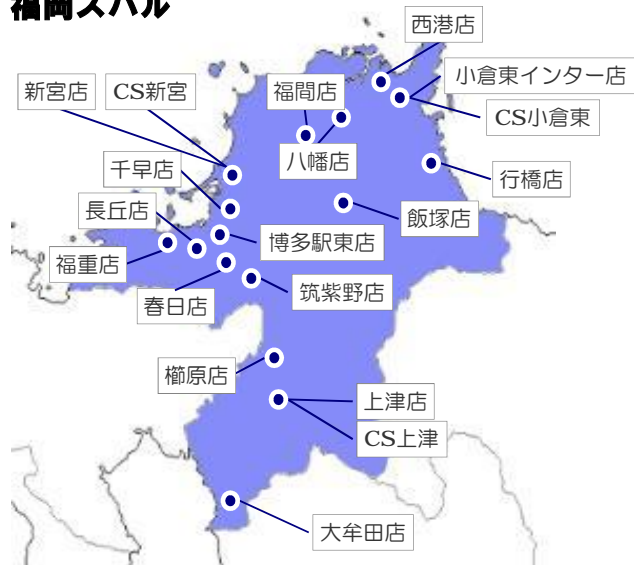 福岡スバル
西港店
小倉東インター店
新宮店
CS新宮
福間店
CS小倉東
八幡店
千早店
行橋店
長丘店
飯塚店
博多駅東店
福重店
春日店
筑紫野店
櫛原店
上津店
CS上津
大牟田店